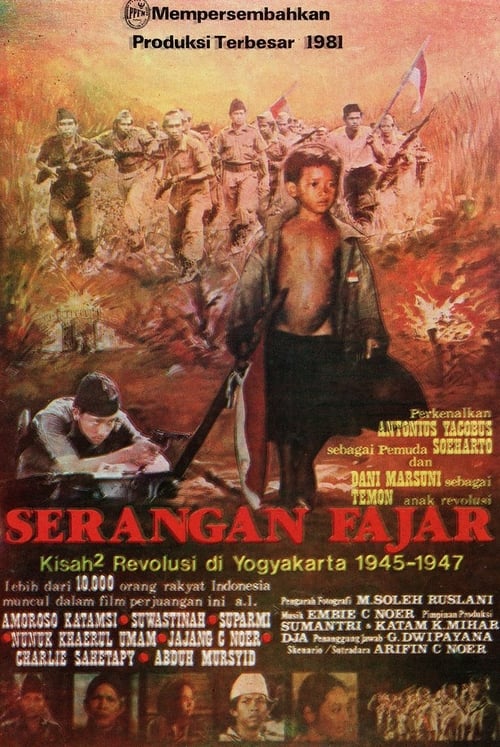 PPFN
Mempersembahkan
Produksi Terbesar 1981
Perkenalkan
ANTONIUS YACOBUS
sebagai Pemuda SOEHARTO
dan
DANI MARSUNI sebagai
TEMON anak revolusi
SERANGAN FAJAR
Kisah2 Revolusi di Yogyakarta 1945-1947
Lebih dari 10.000 orang rakyat Indonesia
muncul dalam film perjuangan ini a.l.
AMOROSO KATAMSI • SUWASTINAH • SUPARMI
• NUNUK KHAERUL UMAM • JAJANG C NOER •
CHARLIE SAHETAPY • ABDUH MURSYID
Pengarah Fotografi M.SOLEH RUSLANI
Musik EMBIE C NOER Pimpinan Produksi
SUMANTRI & KATAM K.MIHAR
DJA Penanggung Jawab G.DWIPAYANA
Skenario / Sutradara ARIFIN C NOER